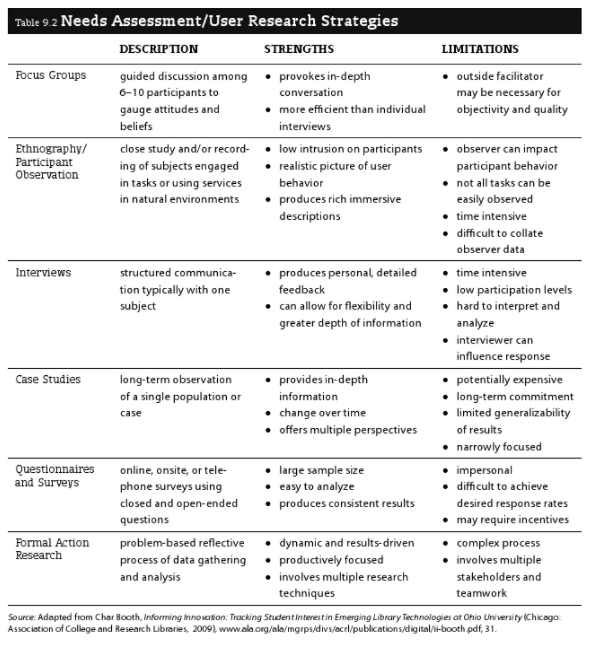 Table 9.2 Needs Assessment/User Research Strategies
DESCRIPTION STRENGTHS LIMITATIONS
Focus Groups
guided discussion among
6–10 participants to
gauge attitudes and
beliefs
● provokes in-depth
conversation
● more efficient than individual
interviews
● outside facilitator
may be necessary for
objectivity and quality
Ethnography/
Participant
Observation
close study and/or record-
ing of subjects engaged
in tasks or using services
in natural environments
● low intrusion on participants
● realistic picture of user
behavior
● produces rich immersive
descriptions
● observer can impact
participant behavior
● not all tasks can be
easily observed
● time intensive
● difficult to collate
observer data
Interviews
structured communica-
tion typically with one
subject
● produces personal, detailed
feedback
● can allow for flexibility and
greater depth of information
● time intensive
● low participation levels
● hard to interpret and
analyze
● interviewer can
influence response
Case Studies
long-term observation
of a single population or
case
● provides in-depth
information
● change over time
● offers multiple perspectives
● potentially expensive
● long-term commitment
● limited generalizability
of results
● narrowly focused
Questionnaires
and Surveys
online, onsite, or tele-
phone surveys using
closed and open-ended
questions
● large sample size
● easy to analyze
● produces consistent results
● impersonal
● difficult to achieve
desired response rates
● may require incentives
Formal Action
Research
problem-based reflective
process of data gathering
and analysis
● dynamic and results-driven
● productively focused
● involves multiple research
techniques
● complex process
● involves multiple
stakeholders and
teamwork
Source: Adapted from Char Booth, Informing Innovation: Tracking Student Interest in Emerging Library Technologies at Ohio University (Chicago:
Association of College and Research Libraries, 2009), www.ala.org/ala/mgrps/divs/acrl/publications/digital/ii-booth.pdf, 31.